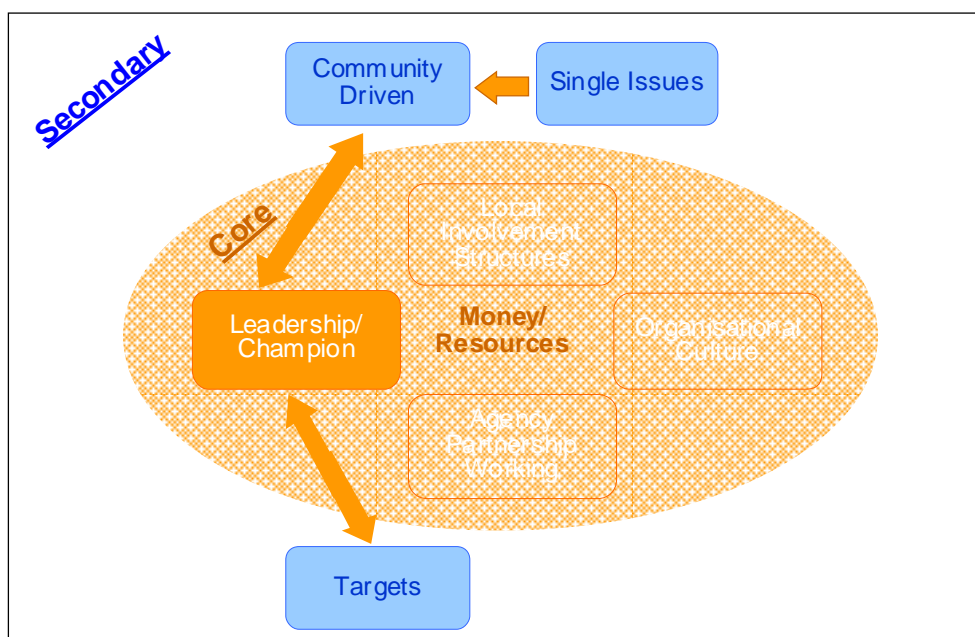 Secondary
Community
Driven
Single Issues
Core
Local
Involvement
Structures
Leadership/
Champion
Money/
Resources
Organisational
Culture
Agency
Partnership
Working
Targets